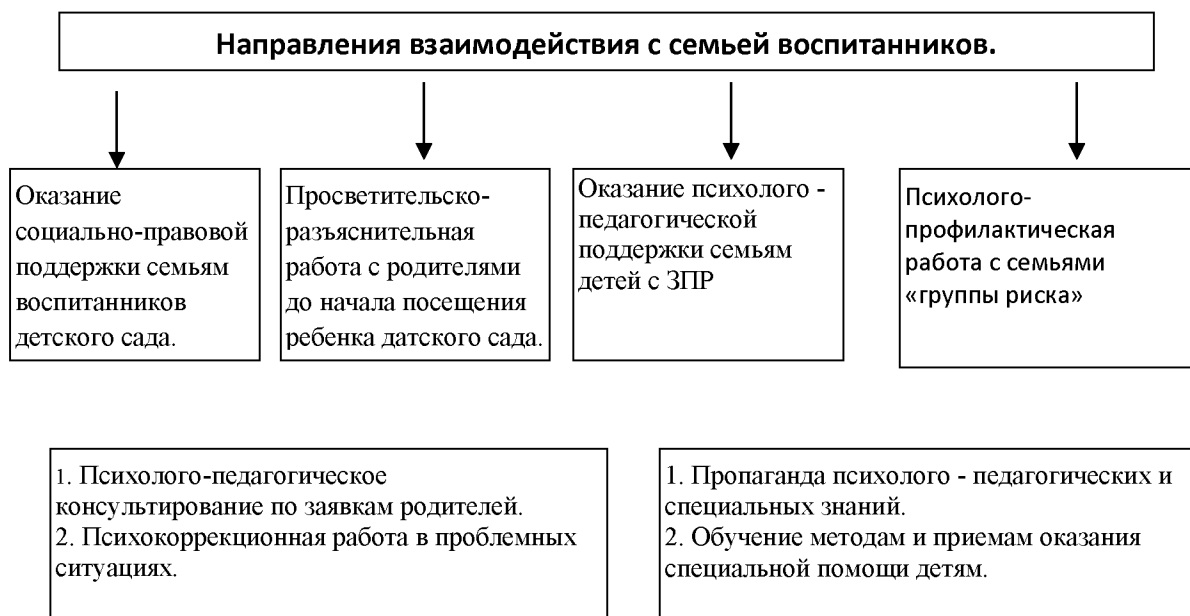 Направления взаимодействия с семьей воспитанников.
Оказание
социально-правовой
поддержки семьям
воспитанников
детского сада.
Просветительско-
разъяснительная
работа с родителями
до начала посещения
ребенка датского сада.
Оказание психолого -
педагогической
поддержки семьям
детей с ЗПР
Психолого-
профилактическая
работа с семьями
«группы риска»
1. Психолого-педагогическое
консультирование по заявкам родителей.
2. Психокоррекционная работа в проблемных
ситуациях.
1. Пропаганда психолого - педагогических и
специальных знаний.
2. Обучение методам и приемам оказания
специальной помощи детям.